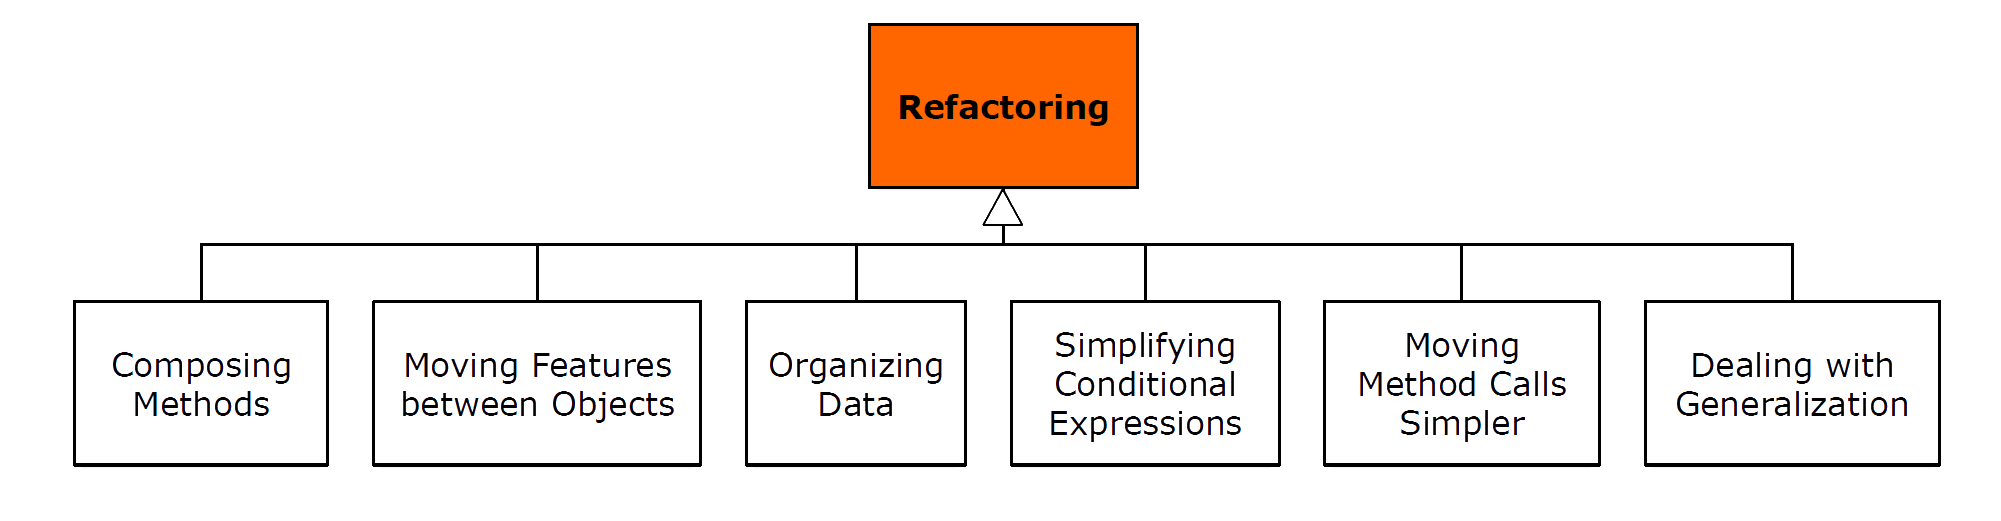 Refactoring
Composing
Methods
Moving Features
between Objects
Organizing
Data
Simplifying
Conditional
Expressions
Moving
Method Calls
Simpler
Dealing with
Generalization